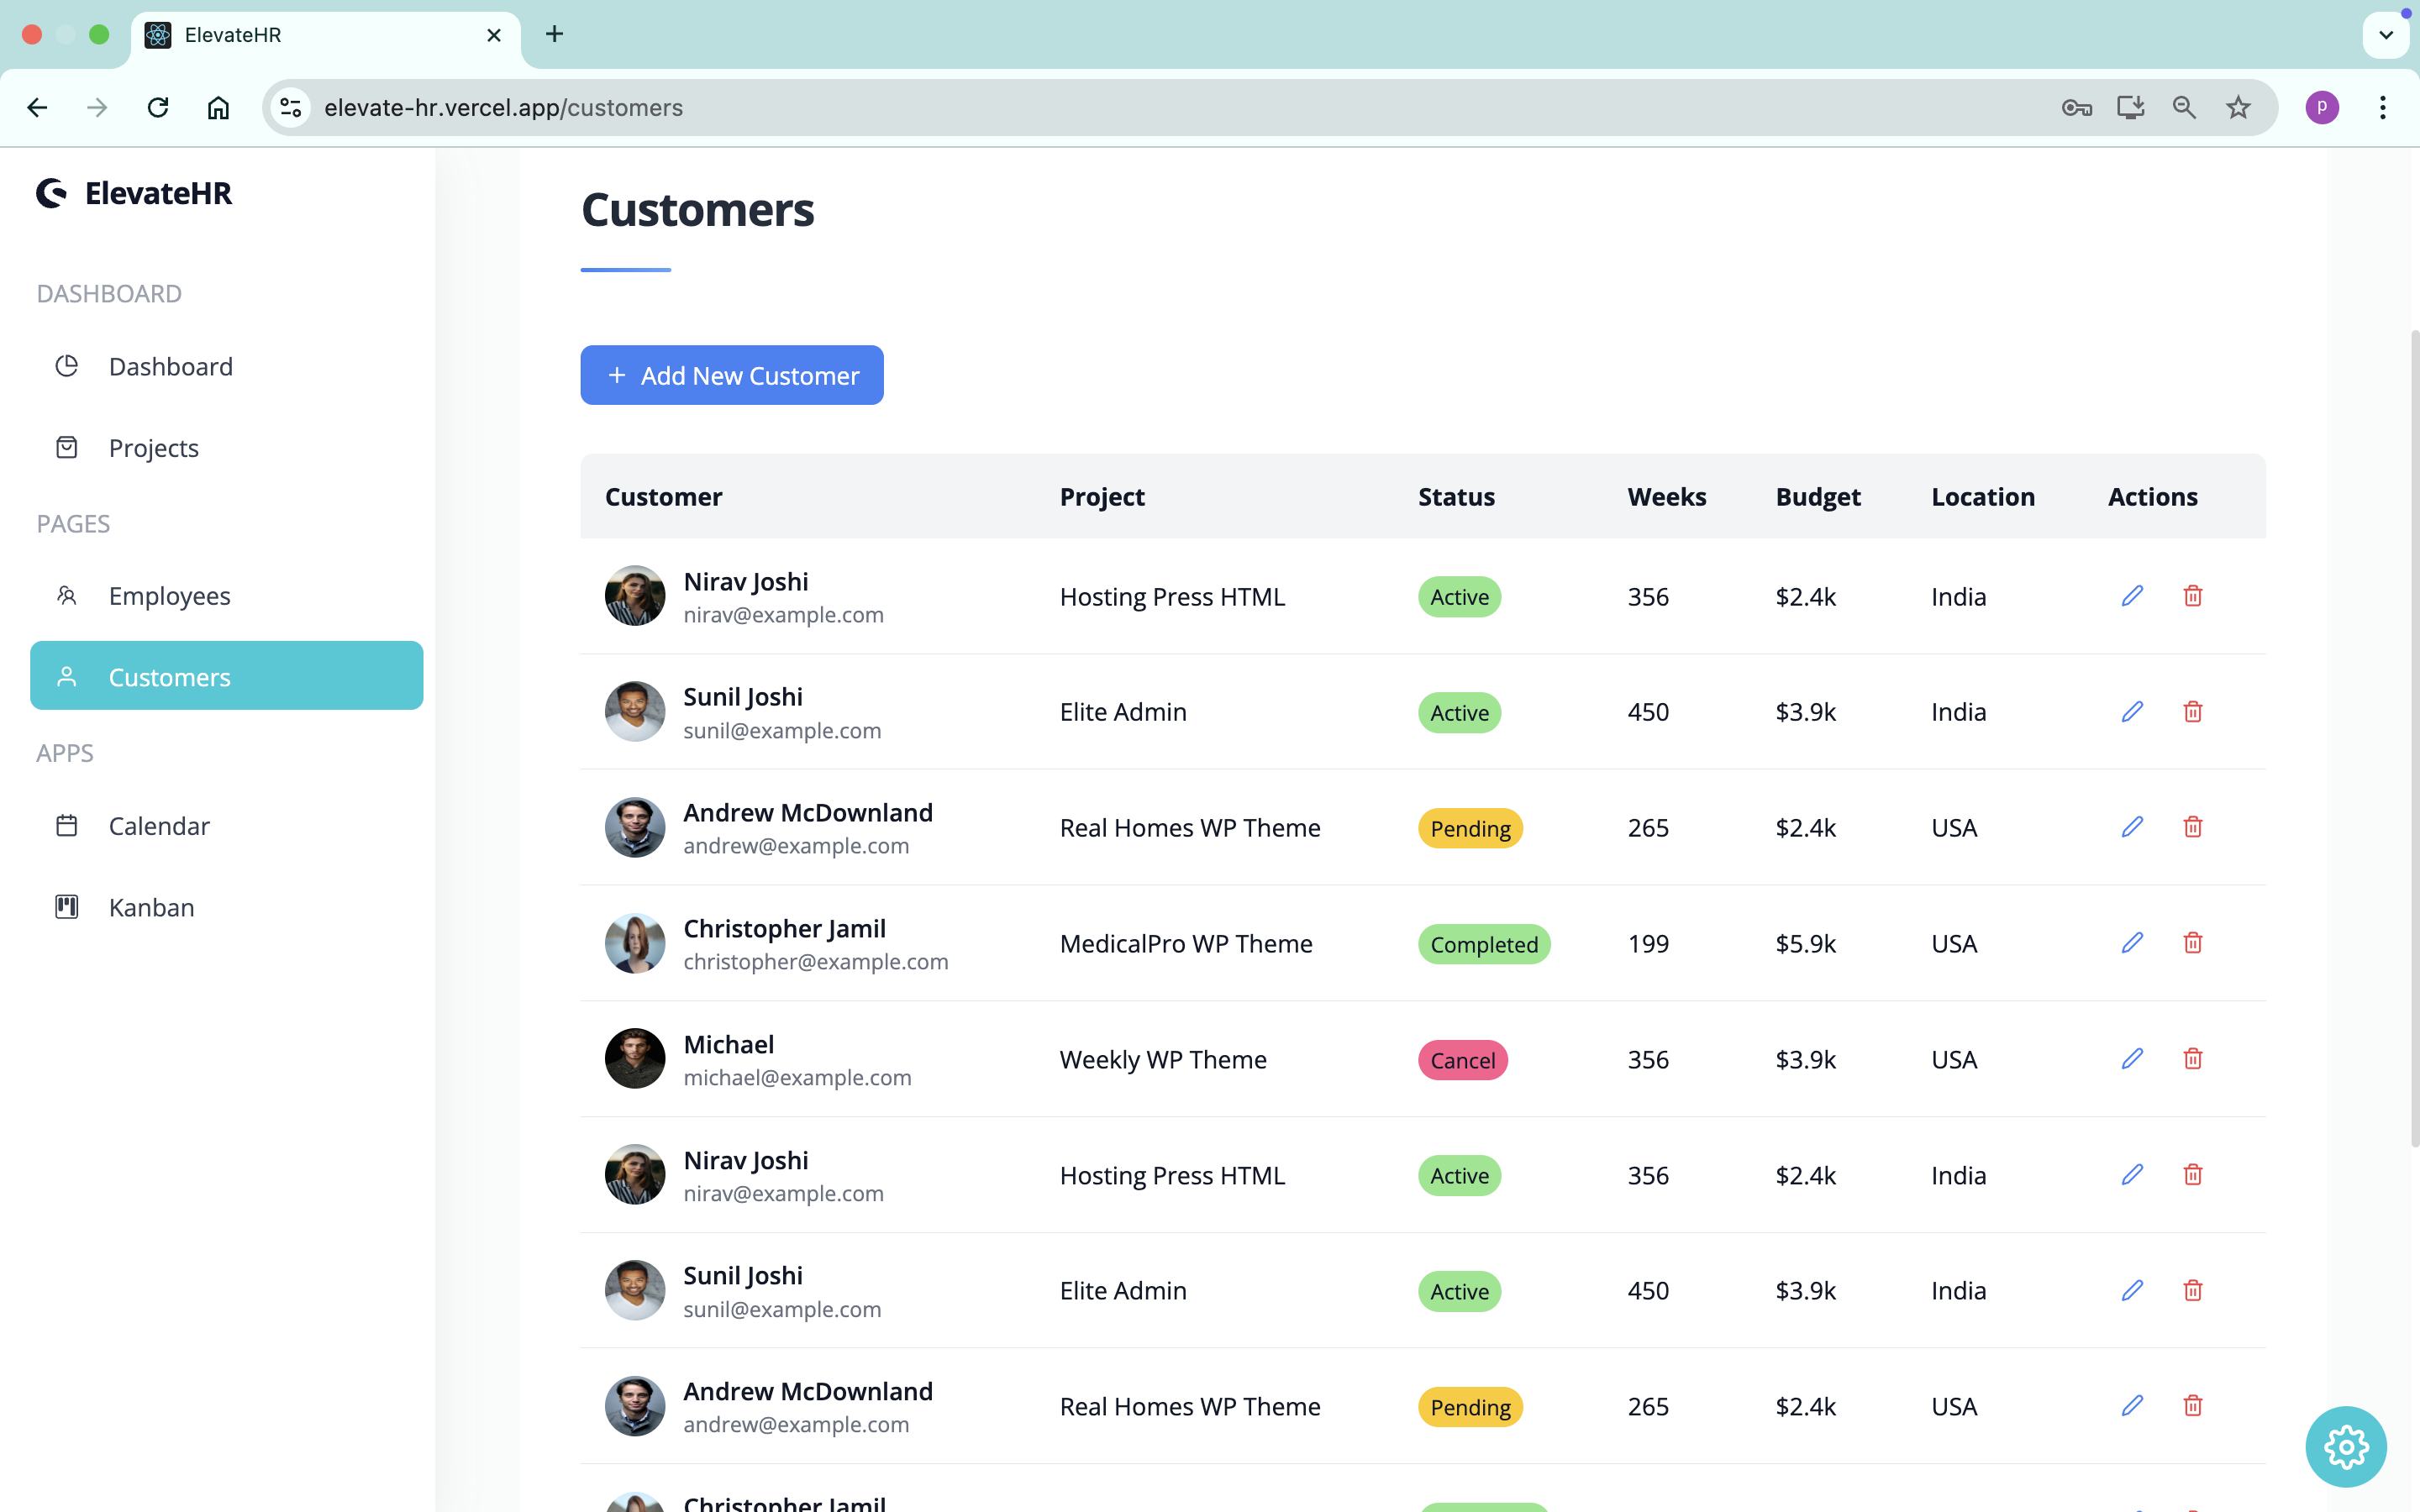 ElevateHR
elevate-hr.vercel.app/customers
p
ElevateHR
DASHBOARD
Dashboard
Projects
PAGES
Employees
Customers
APPS
Calendar
Kanban
Customers
+ Add New Customer
Customer Project Status Weeks Budget Location Actions
Nirav Joshi
nirav@example.com
Hosting Press HTML Active 356 $2.4k India
Sunil Joshi
sunil@example.com
Elite Admin Active 450 $3.9k India
Andrew McDownland
andrew@example.com
Real Homes WP Theme Pending 265 $2.4k USA
Christopher Jamil
christopher@example.com
MedicalPro WP Theme Completed 199 $5.9k USA
Michael
michael@example.com
Weekly WP Theme Cancel 356 $3.9k USA
Nirav Joshi
nirav@example.com
Hosting Press HTML Active 356 $2.4k India
Sunil Joshi
sunil@example.com
Elite Admin Active 450 $3.9k India
Andrew McDownland
andrew@example.com
Real Homes WP Theme Pending 265 $2.4k USA
Christopher Jamil